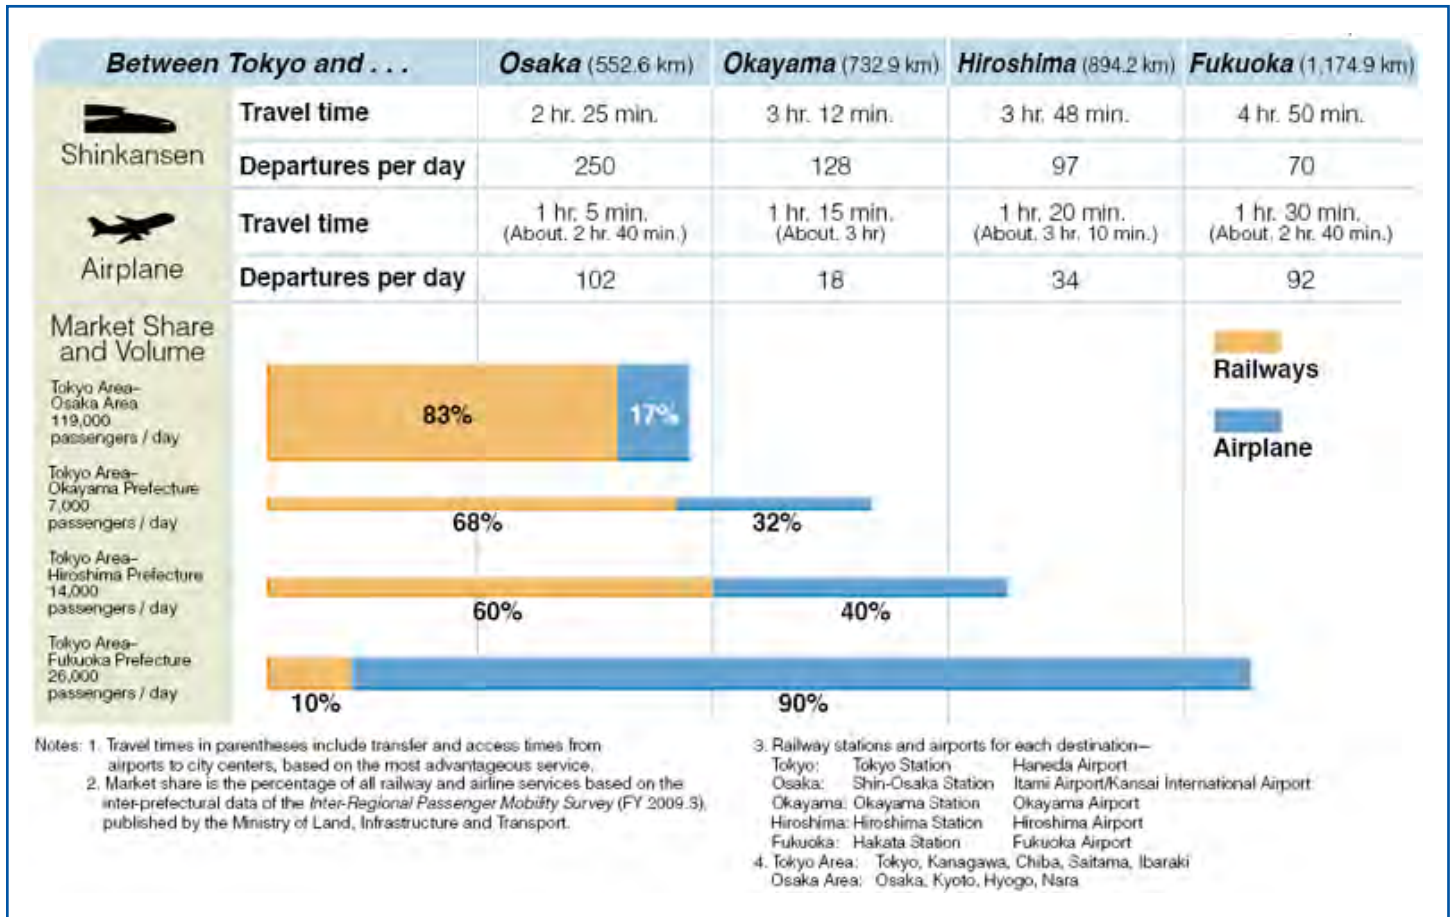 Between Tokyo and . . . Osaka (552.6 km) Okayama (732.9 km) Hiroshima (894.2 km) Fukuoka (1,174.9 km)
Shinkansen
Travel time 2 hr. 25 min. 3 hr. 12 min. 3 hr. 48 min. 4 hr. 50 min.
Departures per day 250 128 97 70
Airplane
Travel time 1 hr. 5 min. 1 hr. 15 min. 1 hr. 20 min. 1 hr. 30 min.
(About. 2 hr. 40 min.) (About. 3 hr) (About. 3 hr. 10 min.) (About. 2 hr. 40 min.)
Departures per day 102 18 34 92
Market Share
and Volume
Railways
Airplane
Tokyo Area–
Osaka Area
119,000
passengers / day
83% 17%
Tokyo Area–
Okayama Prefecture
7,000
passengers / day
68% 32%
Tokyo Area–
Hiroshima Prefecture
14,000
passengers / day
60% 40%
Tokyo Area–
Fukuoka Prefecture
26,000
passengers / day
10% 90%
Notes: 1. Travel times in parentheses include transfer and access times from
airports to city centers, based on the most advantageous service.
2. Market share is the percentage of all railway and airline services based on the
inter-prefectural data of the Inter-Regional Passenger Mobility Survey (FY 2009.3),
published by the Ministry of Land, Infrastructure and Transport.
3. Railway stations and airports for each destination—
Tokyo: Tokyo Station Haneda Airport
Osaka: Shin-Osaka Station Itami Airport/Kansai International Airport
Okayama: Okayama Station Okayama Airport
Hiroshima: Hiroshima Station Hiroshima Airport
Fukuoka: Hakata Station Fukuoka Airport
4. Tokyo Area: Tokyo, Kanagawa, Chiba, Saitama, Ibaraki
Osaka Area: Osaka, Kyoto, Hyogo, Nara